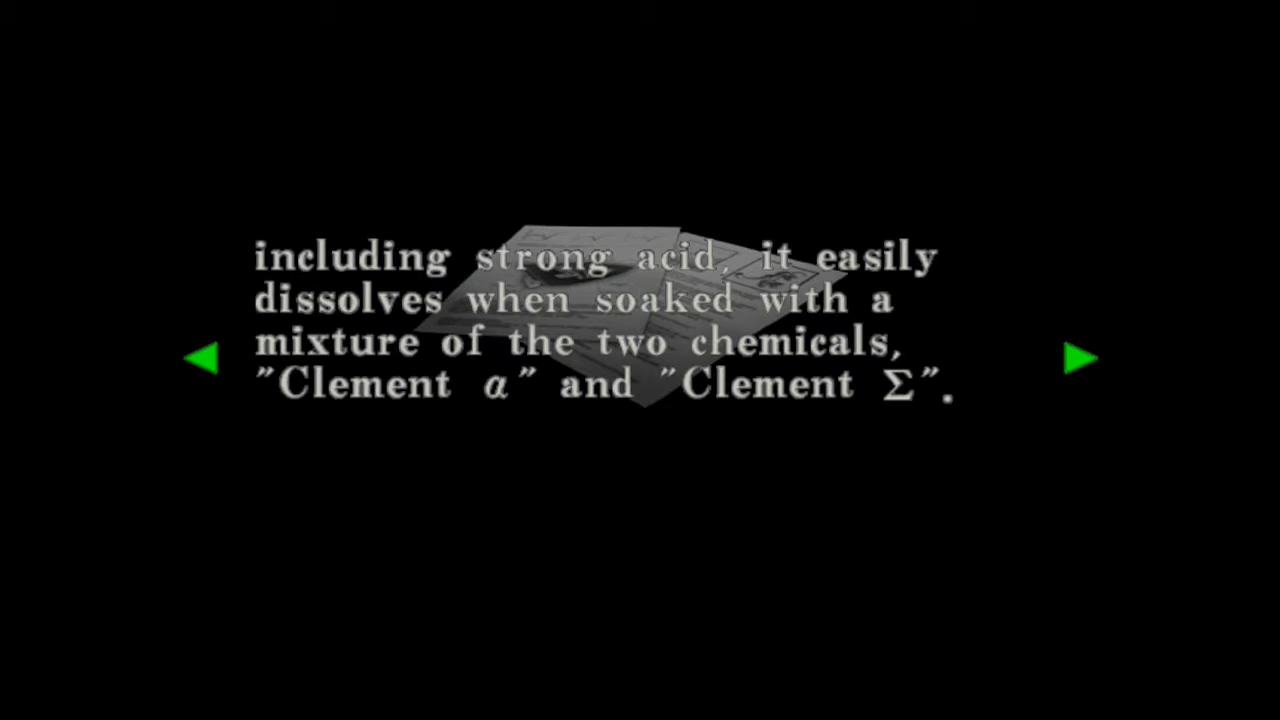 including strong acid, it easily
dissolves when soaked with a
mixture of the two chemicals,
"Clement α" and "Clement Σ".